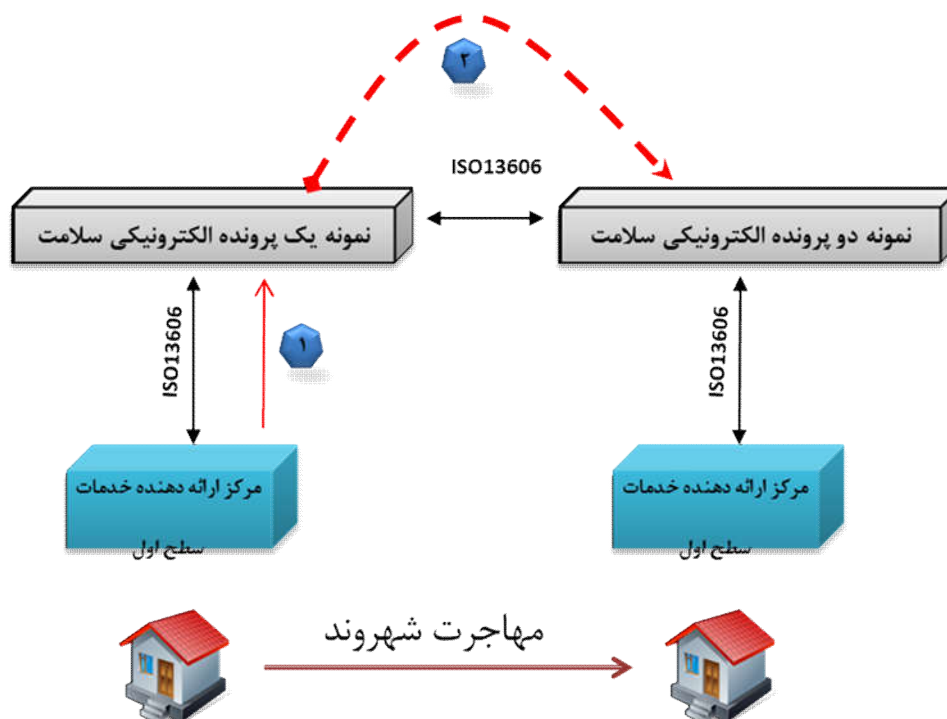 ۲
ISO13606
نمونه یک پرونده الکترونیکی سلامت
نمونه دو پرونده الکترونیکی سلامت
ISO13606
۱
ISO13606
مرکز ارائه دهنده خدمات
سطح اول
مرکز ارائه دهنده خدمات
سطح اول
مهاجرت شهروند